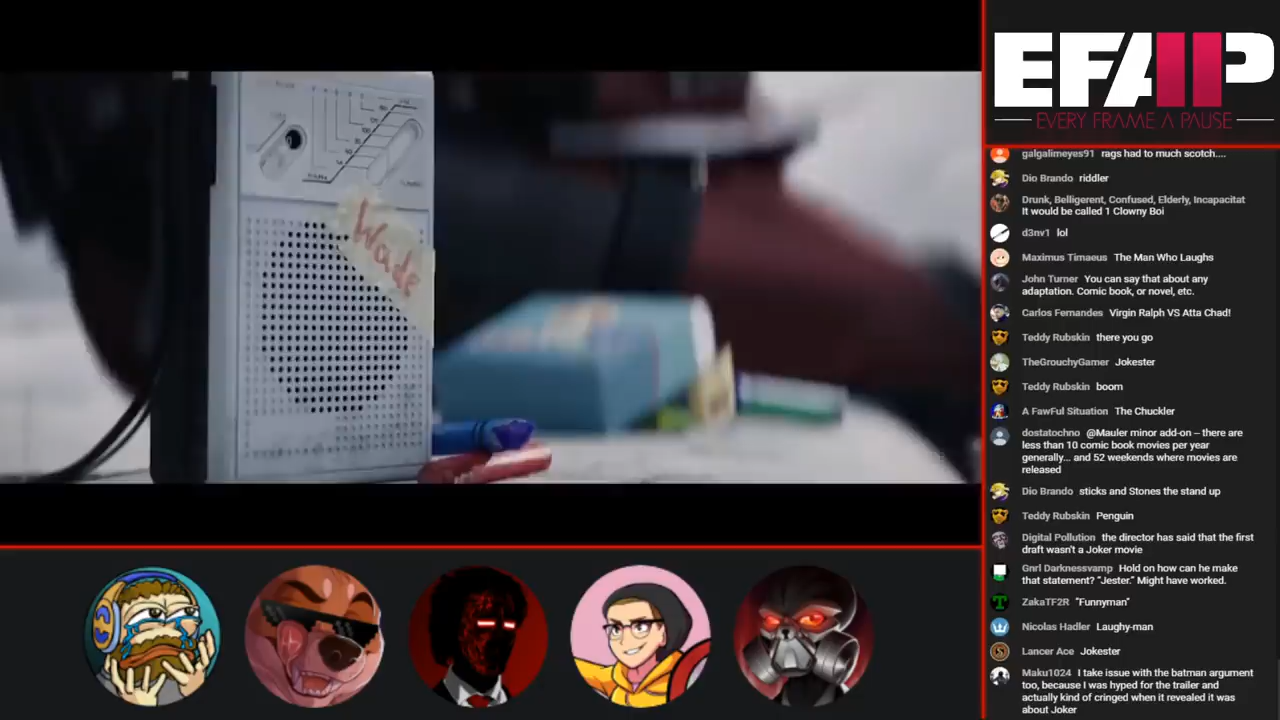 Wade
EFAP
EVERY FRAME A PAUSE
galgalimeyes91 rags had to much scotch....
Dio Brando riddler
Drunk, Belligerent, Confused, Elderly, Incapacitat
It would be called 1 Clowny Boi
d3nv1 lol
Maximus Timaeus The Man Who Laughs
John Turner You can say that about any
adaptation. Comic book, or novel, etc.
Carlos Fernandes Virgin Ralph VS Atta Chad!
Teddy Rubskin there you go
TheGrouchyGamer Jokester
Teddy Rubskin boom
A FawFul Situation The Chuckler
dostatochno @Mauler minor add-on – there are
less than 10 comic book movies per year
generally... and 52 weekends where movies are
released
Dio Brando sticks and Stones the stand up
Teddy Rubskin Penguin
Digital Pollution the director has said that the first
draft wasn't a Joker movie
Gnrl Darknessvamp Hold on how can he make
that statement? "Jester." Might have worked.
ZakaTF2R "Funnyman"
Nicolas Hadler Laughy-man
Lancer Ace Jokester
Maku1024 I take issue with the batman argument
too, because I was hyped for the trailer and
actually kind of cringed when it revealed it was
about Joker